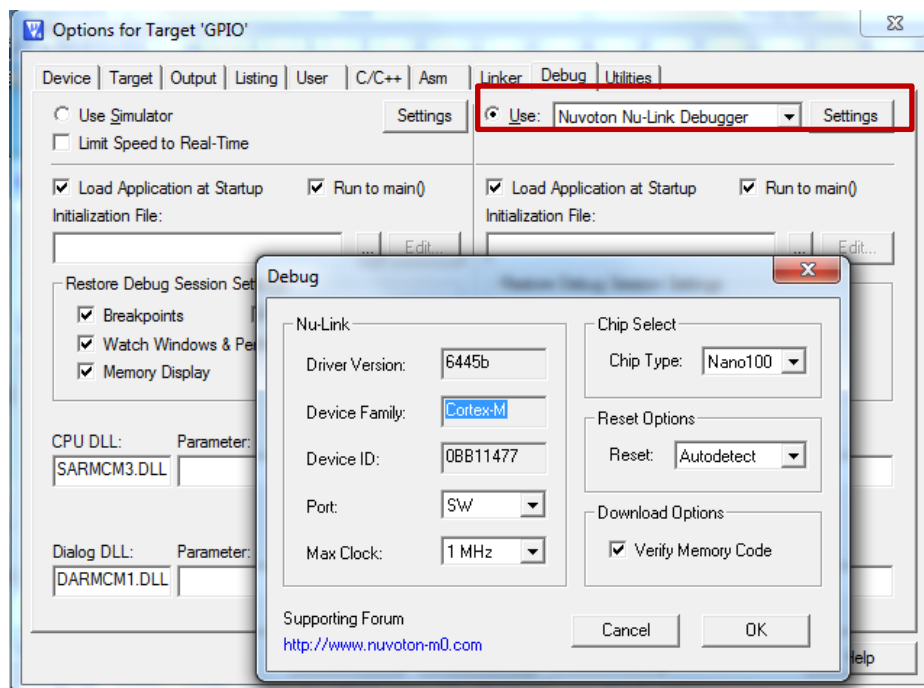 Options for Target 'GPIO'
Device Target Output Listing User C/C++ Asm Linker Debug Utilities
Use Simulator Settings Use: Nuvoton Nu-Link Debugger Settings
Limit Speed to Real-Time
Load Application at Startup Run to main() Load Application at Startup Run to main()
Initialization File: Initialization File:
... Edit... ... Edit...
Restore Debug Session Set
Breakpoints
Watch Windows & Pe
Memory Display
CPU DLL: Parameter:
SARMCM3.DLL
Dialog DLL: Parameter:
DARMCM1.DLL
Help
Debug
Nu-Link
Driver Version: 6445b
Device Family: Cortex-M
Device ID: 0BB11477
Port: SW
Max Clock: 1 MHz
Chip Select
Chip Type: Nano100
Reset Options
Reset: Autodetect
Download Options
Verify Memory Code
Supporting Forum
http://www.nuvoton-m0.com
Cancel OK